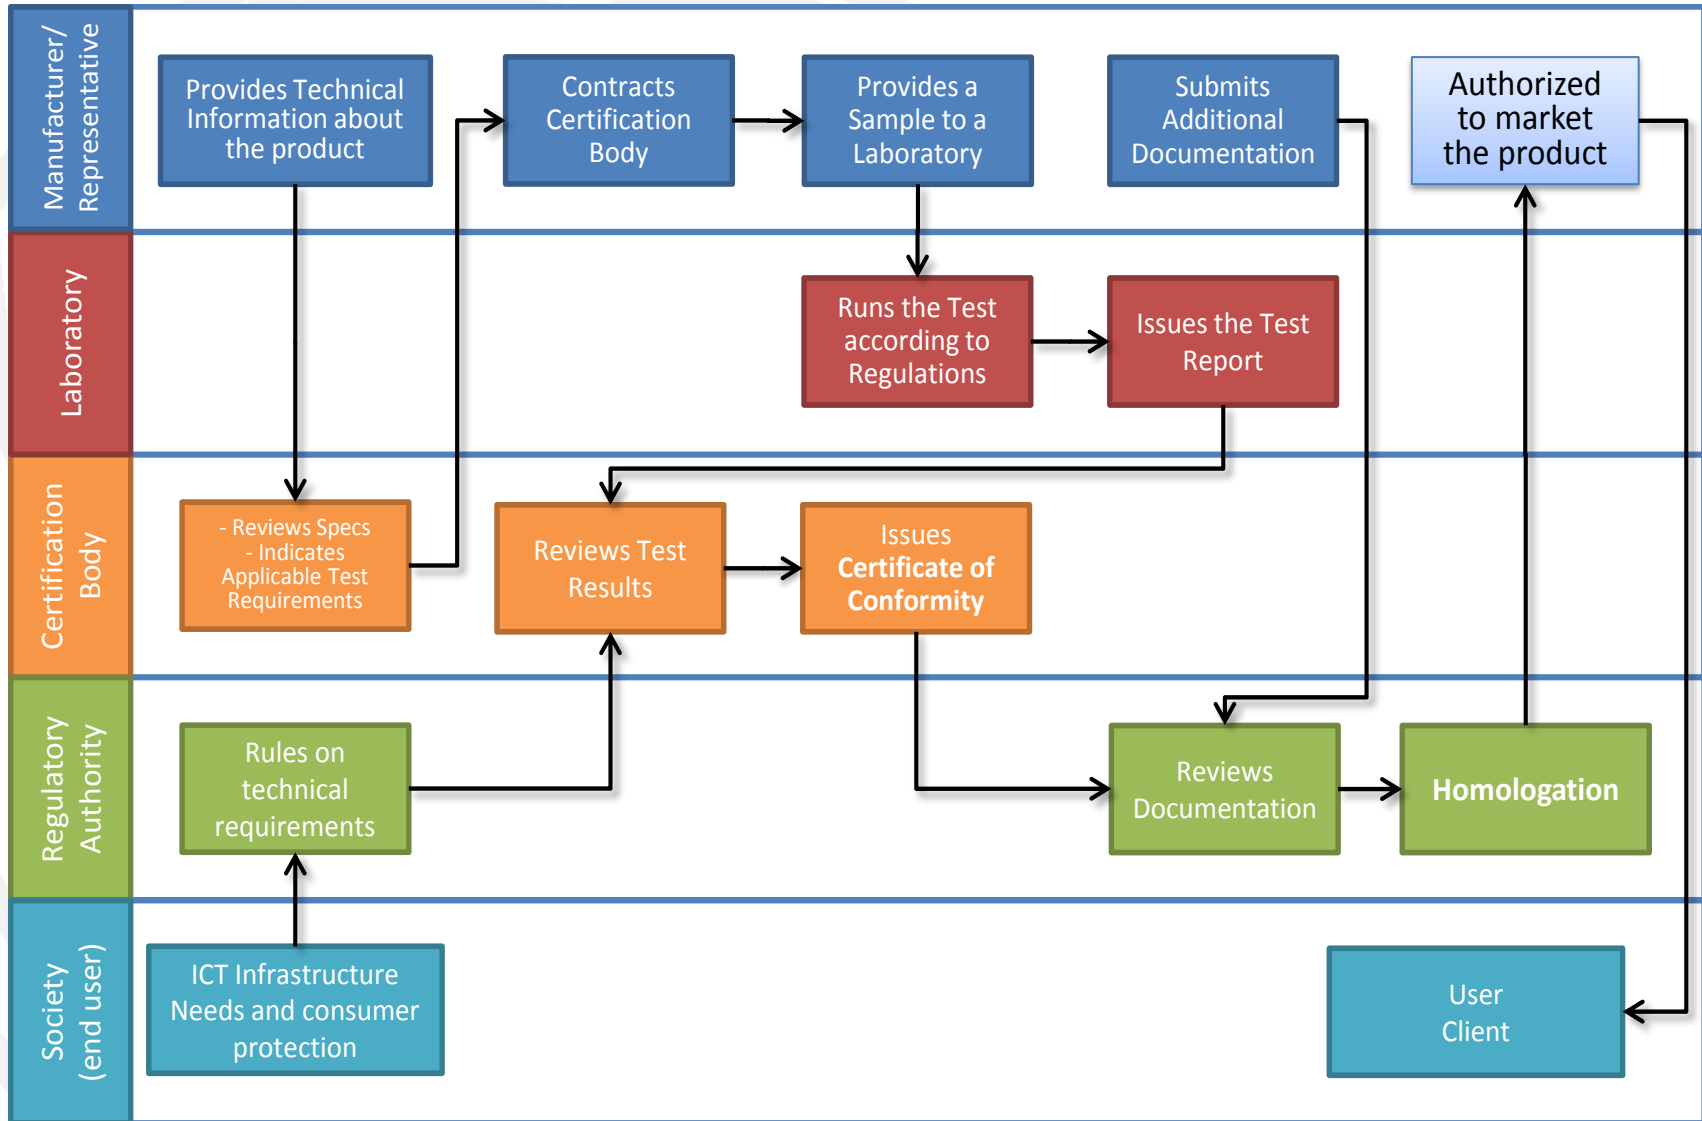 Manufacturer/
Representative
Provides Technical
Information about
the product
Contracts
Certification
Body
Provides a
Sample to a
Laboratory
Submits
Additional
Documentation
Authorized
to market
the product
Laboratory
Runs the Test
according to
Regulations
Issues the Test
Report
Certification
Body
- Reviews Specs
- Indicates
Applicable Test
Requirements
Reviews Test
Results
Issues
Certificate of
Conformity
Regulatory
Authority
Rules on
technical
requirements
Reviews
Documentation
Homologation
Society
(end user)
ICT Infrastructure
Needs and consumer
protection
User
Client